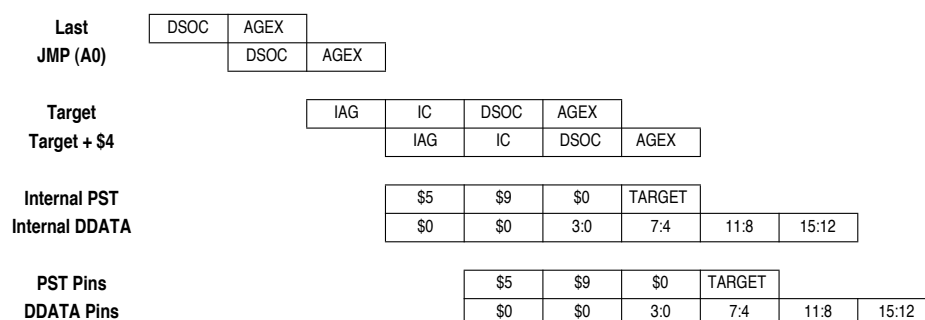 Last DSOC AGEX
JMP (A0) DSOC AGEX
Target IAG IC DSOC AGEX
Target + $4 IAG IC DSOC AGEX
Internal PST $5 $9 $0 TARGET
Internal DDATA $0 $0 3:0 7:4 11:8 15:12
PST Pins $5 $9 $0 TARGET
DDATA Pins $0 $0 3:0 7:4 11:8 15:12